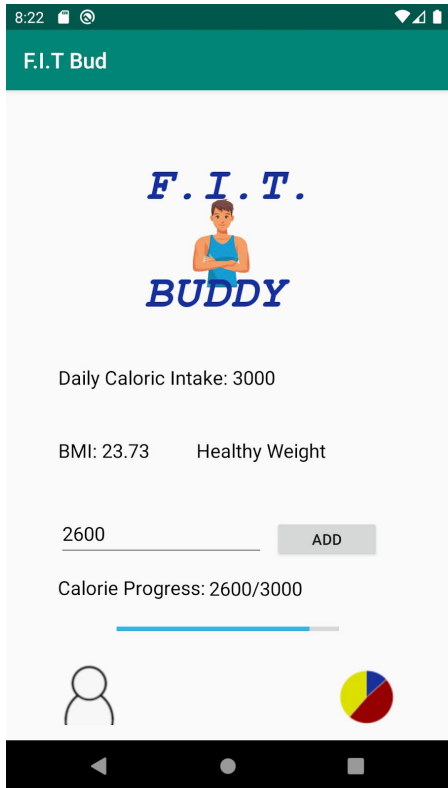 8:22
F.I.T Bud
F.I.T.
BUDDY
Daily Caloric Intake: 3000
BMI: 23.73 Healthy Weight
2600 ADD
Calorie Progress: 2600/3000